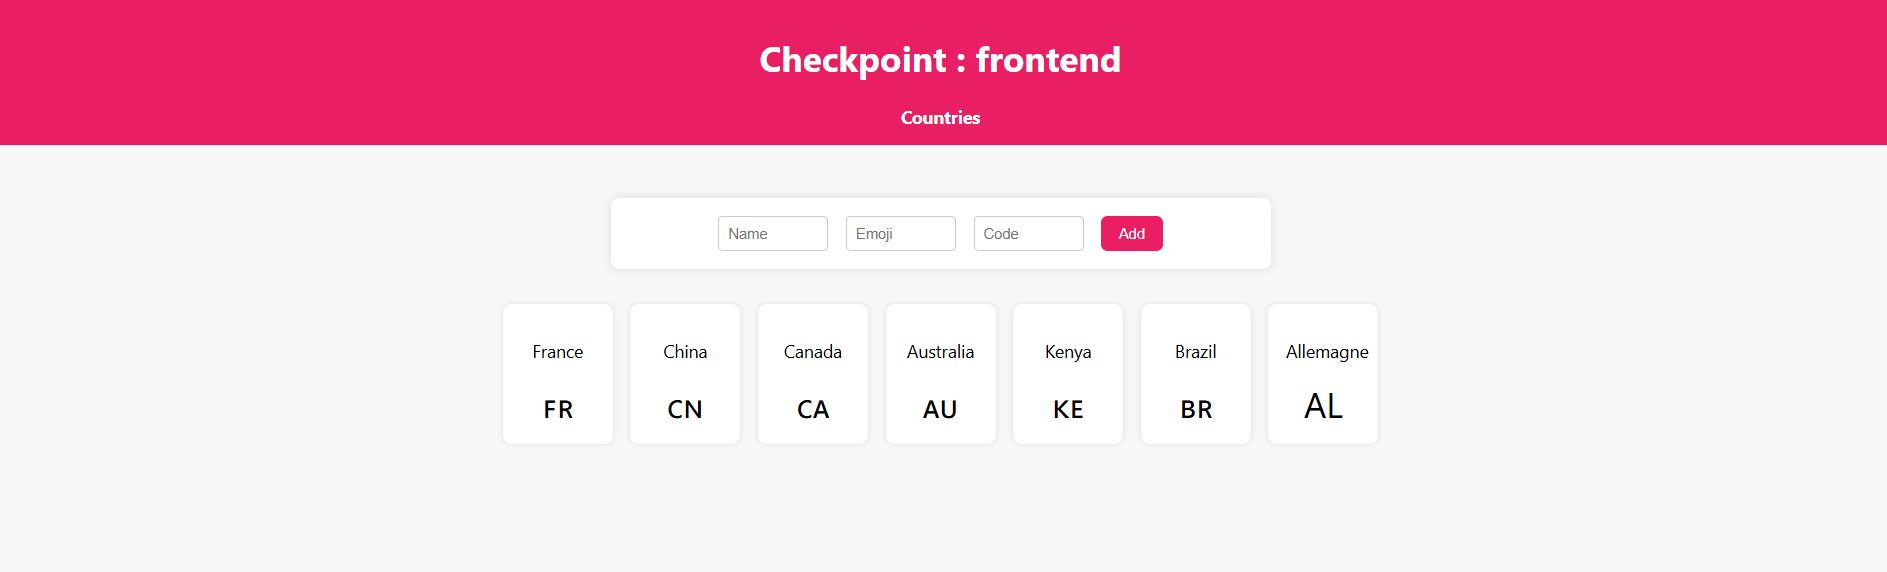 Checkpoint : frontend
Countries
Name Emoji Code Add
France China Canada Australia Kenya Brazil Allemagne
FR CN CA AU KE BR AL